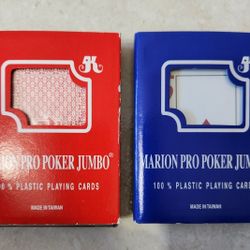 MARION PRO POKER JUMBO®
100 % PLASTIC PLAYING CARDS
MADE IN TAIWAN
MARION PRO POKER JUM
100 % PLASTIC PLAYING CARDS
MADE IN TAIWAN